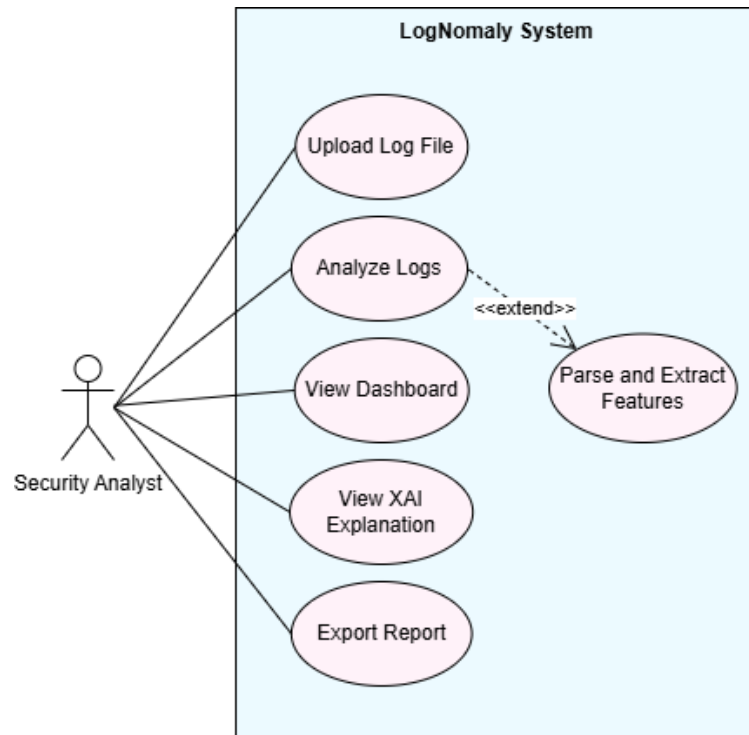 LogNomaly System
Upload Log File
Analyze Logs
<<extend>>
View Dashboard
Parse and Extract
Features
Security Analyst
View XAI
Explanation
Export Report